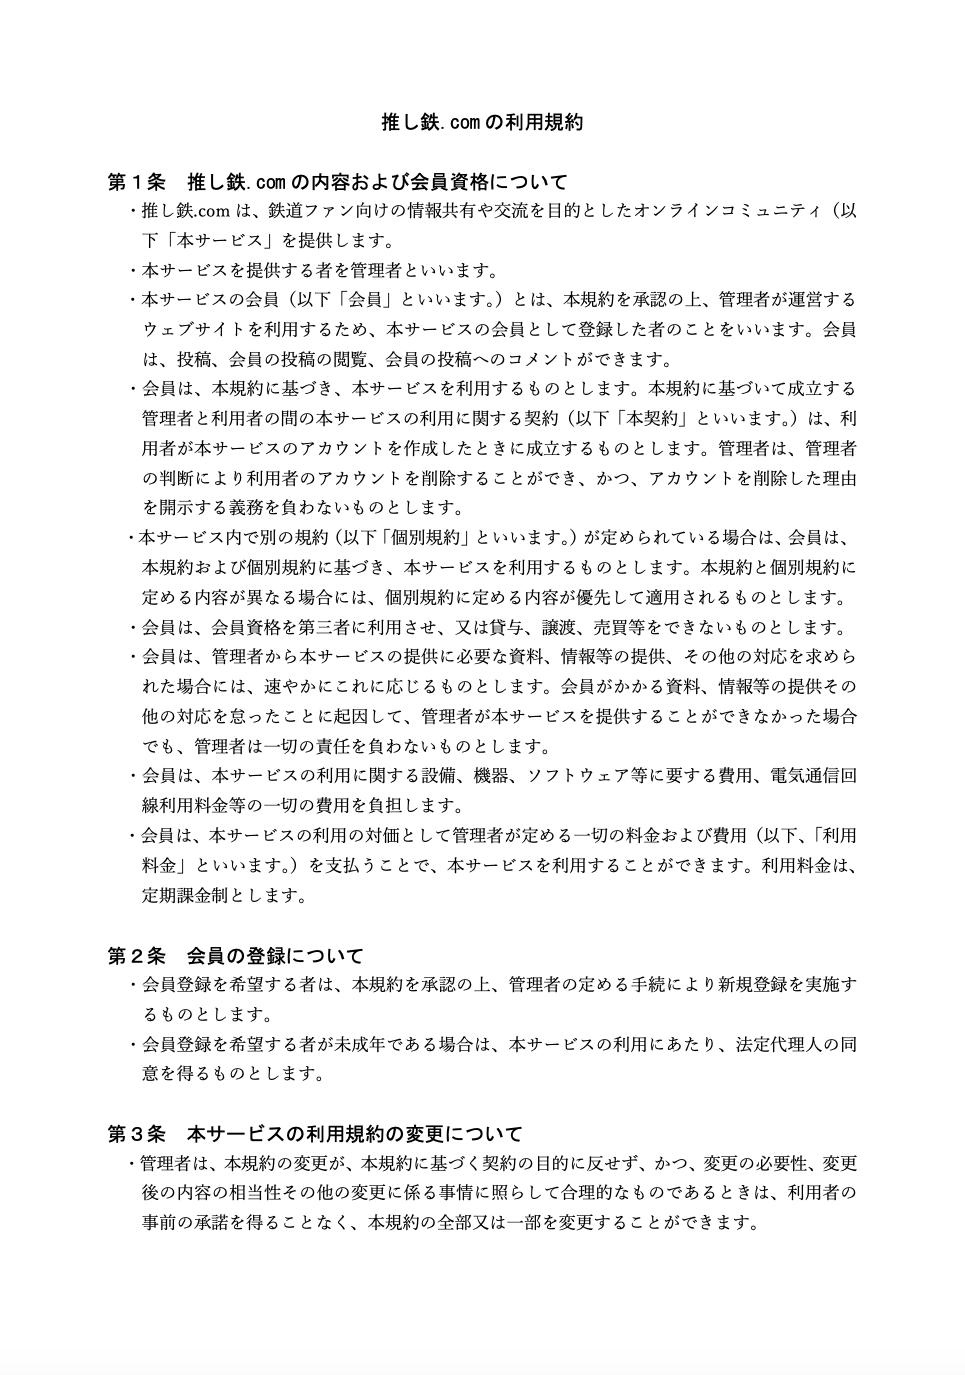 推し鉄.comの利用規約
第１条　推し鉄.comの内容および会員資格について
・推し鉄.com は、鉄道ファン向けの情報共有や交流を目的としたオンラインコミュニティ（以
下「本サービス」を提供します。
・本サービスを提供する者を管理者といいます。
・本サービスの会員（以下「会員」といいます。）とは、本規約を承認の上、管理者が運営する
ウェブサイトを利用するため、本サービスの会員として登録した者のことをいいます。会員
は、投稿、会員の投稿の閲覧、会員の投稿へのコメントができます。
・会員は、本規約に基づき、本サービスを利用するものとします。本規約に基づいて成立する
管理者と利用者の間の本サービスの利用に関する契約（以下「本契約」といいます。）は、利
用者が本サービスのアカウントを作成したときに成立するものとします。管理者は、管理者
の判断により利用者のアカウントを削除することができ、かつ、アカウントを削除した理由
を開示する義務を負わないものとします。
・本サービス内で別の規約（以下「個別規約」といいます。）が定められている場合は、会員は、
本規約および個別規約に基づき、本サービスを利用するものとします。本規約と個別規約に
定める内容が異なる場合には、個別規約に定める内容が優先して適用されるものとします。
・会員は、会員資格を第三者に利用させ、又は貸与、譲渡、売買等をできないものとします。
・会員は、管理者から本サービスの提供に必要な資料、情報等の提供、その他の対応を求めら
れた場合には、速やかにこれに応じるものとします。会員がかかる資料、情報等の提供その
他の対応を怠ったことに起因して、管理者が本サービスを提供することができなかった場合
でも、管理者は一切の責任を負わないものとします。
・会員は、本サービスの利用に関する設備、機器、ソフトウェア等に要する費用、電気通信回
線利用料金等の一切の費用を負担します。
・会員は、本サービスの利用の対価として管理者が定める一切の料金および費用（以下、「利用
料金」といいます。）を支払うことで、本サービスを利用することができます。利用料金は、
定期課金制とします。
第２条　会員の登録について
・会員登録を希望する者は、本規約を承認の上、管理者の定める手続により新規登録を実施す
るものとします。
・会員登録を希望する者が未成年である場合は、本サービスの利用にあたり、法定代理人の同
意を得るものとします。
第３条　本サービスの利用規約の変更について
・管理者は、本規約の変更が、本規約に基づく契約の目的に反せず、かつ、変更の必要性、変更
後の内容の相当性その他の変更に係る事情に照らして合理的なものであるときは、利用者の
事前の承諾を得ることなく、本規約の全部又は一部を変更することができます。